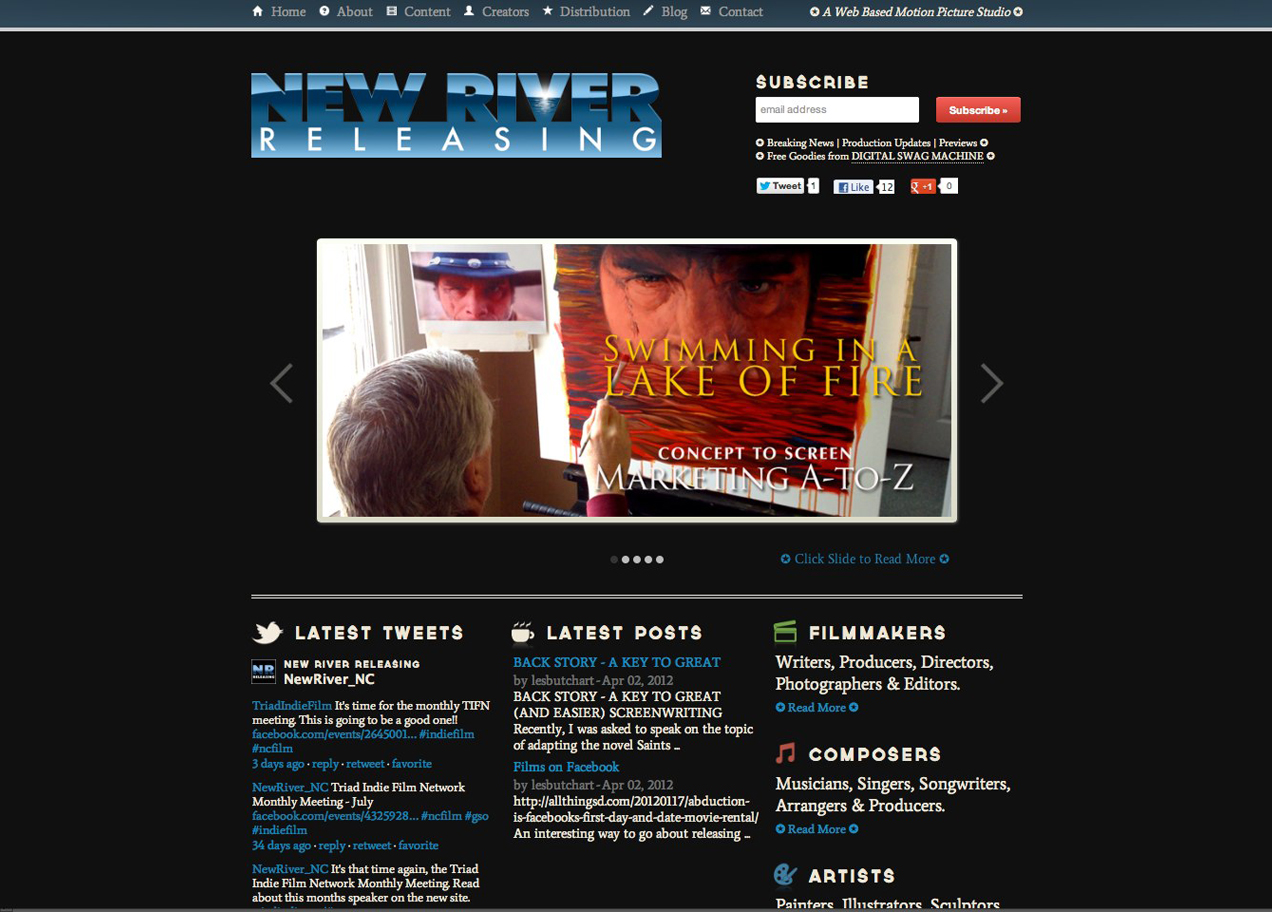 Home About Content Creators Distribution Blog Contact
A Web Based Motion Picture Studio
NEW RIVER
RELEASING
SUBSCRIBE
email address
Subscribe »
Breaking News | Production Updates | Previews
Free Goodies from DIGITAL SWAG MACHINE
Tweet 1 Like 12 +1 0
SWIMMING IN A
LAKE OF FIRE
CONCEPT TO SCREEN
MARKETING A-TO-Z
Click Slide to Read More
LATEST TWEETS
NEW RIVER RELEASING
NewRiver_NC
TriadIndieFilm It's time for the monthly TIFN
meeting. This is going to be a good one!!
facebook.com/events/2645001... #indiefilm
#ncfilm
3 days ago · reply · retweet · favorite
NewRiver_NC Triad Indie Film Network
Monthly Meeting - July
facebook.com/events/4325928... #ncfilm #gso
#indiefilm
34 days ago · reply · retweet · favorite
NewRiver_NC It's that time again, the Triad
Indie Film Network Monthly Meeting. Read
about this months speaker on the new site.
LATEST POSTS
BACK STORY - A KEY TO GREAT
by lesbutchart - Apr 02, 2012
BACK STORY - A KEY TO GREAT
(AND EASIER) SCREENWRITING
Recently, I was asked to speak on the topic
of adapting the novel Saints ...
Films on Facebook
by lesbutchart - Apr 02, 2012
http://allthingsd.com/20120117/abduction-
is-facebooks-first-day-and-date-movie-rental/
An interesting way to go about releasing ...
FILMMAKERS
Writers, Producers, Directors,
Photographers & Editors.
Read More
COMPOSERS
Musicians, Singers, Songwriters,
Arrangers & Producers.
Read More
ARTISTS
Painters, Illustrators, Sculptors